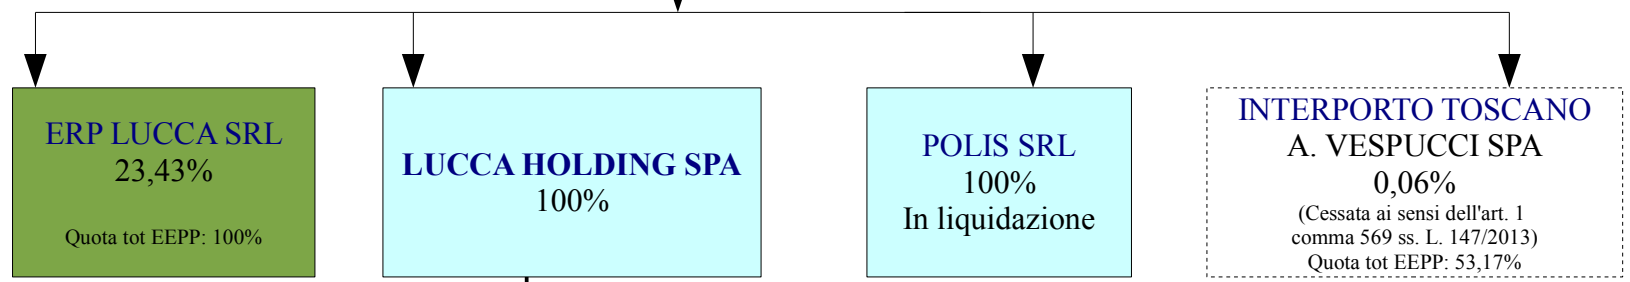 ERP LUCCA SRL
23,43%
Quota tot EEPP: 100%
LUCCA HOLDING SPA
100%
POLIS SRL
100%
In liquidazione
INTERPORTO TOSCANO
A. VESPUCCI SPA
0,06%
(Cessata ai sensi dell'art. 1
comma 569 ss. L. 147/2013)
Quota tot EEPP: 53,17%